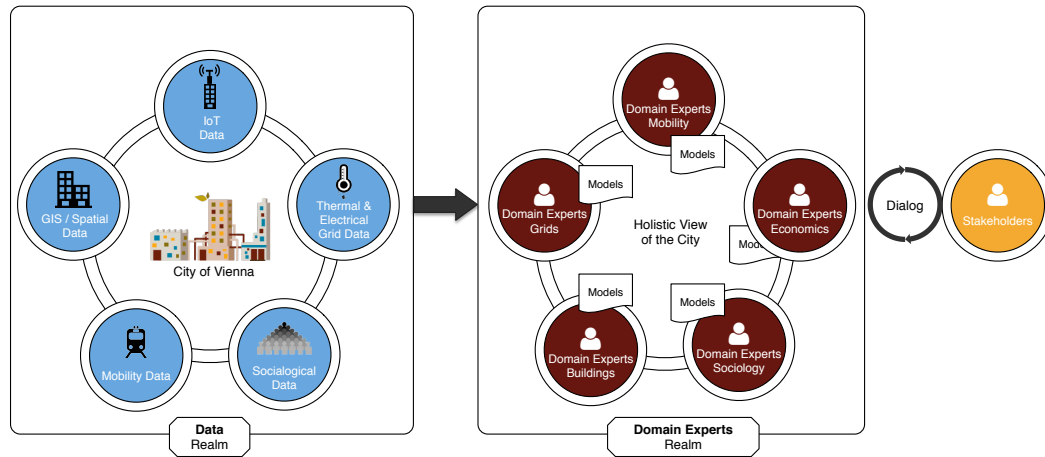 IoT
Data
GIS / Spatial
Data
Thermal &
Electrical
Grid Data
City of Vienna
Mobility Data
Socialogical
Data
Data
Realm
Domain Experts
Mobility
Models
Domain Experts
Grids
Models
Holistic View
of the City
Domain Experts
Economics
Domain Experts
Buildings
Models
Domain Experts
Sociology
Models
Domain Experts
Realm
Dialog
Stakeholders